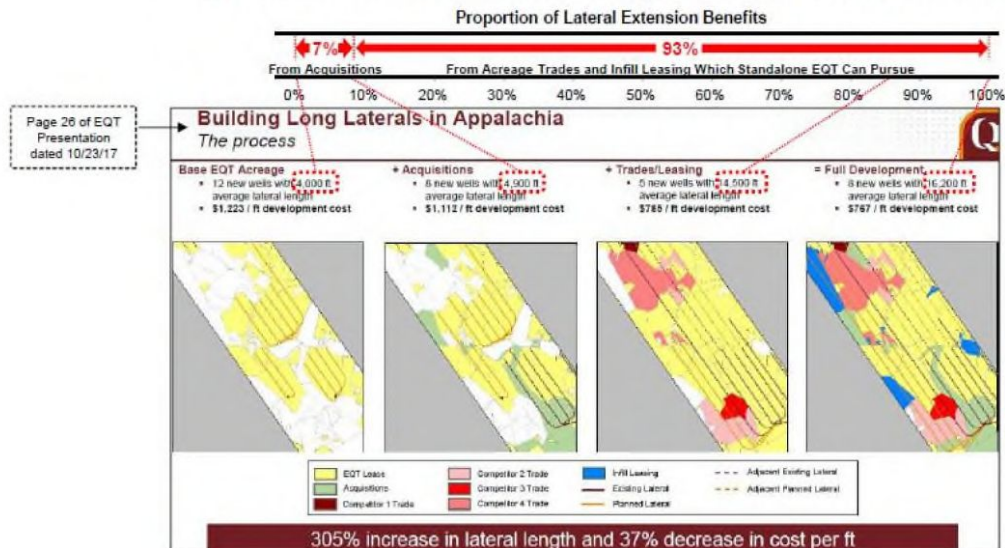 Proportion of Lateral Extension Benefits
7%
93%
From Acquisitions
From Acreage Trades and Infill Leasing Which Standalone EQT Can Pursue
0% 10% 20% 30% 40% 50% 60% 70% 80% 90% 100%
Page 26 of EQT
Presentation
dated 10/23/17
Building Long Laterals in Appalachia
The process
Base EQT Acreage
12 new wells with 4,000 ft
average lateral length
$1,223 / ft development cost
+ Acquisitions
6 new wells with 4,900 ft
average lateral length
$1,112 / ft development cost
+ Trades/Leasing
5 new wells with 14,500 ft
average lateral length
$785 / ft development cost
= Full Development
8 new wells with 16,200 ft
average lateral length
$767 / ft development cost
EQT Lease
Acquisitions
Competitor 1 Trade
Competitor 2 Trade
Competitor 3 Trade
Competitor 4 Trade
Infill Leasing
Existing Lateral
Planned Lateral
Adjacent Existing Lateral
Adjacent Planned Lateral
305% increase in lateral length and 37% decrease in cost per ft